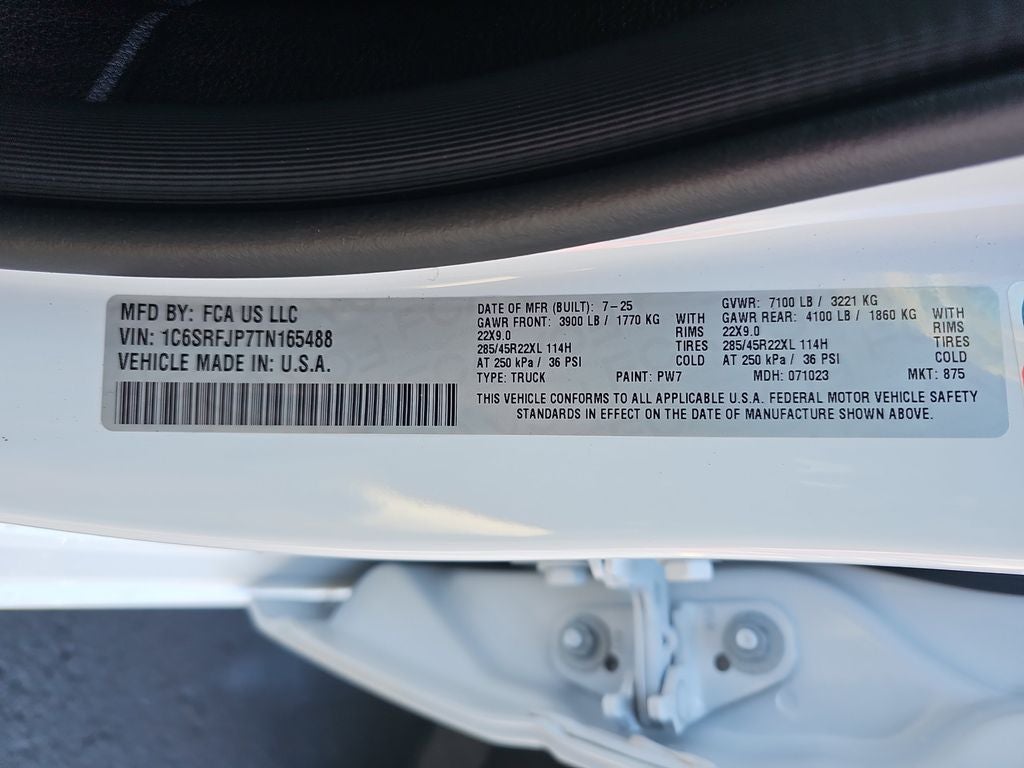 MFD BY: FCA US LLC
VIN: 1C6SRFJP7TN165488
VEHICLE MADE IN: U.S.A.
DATE OF MFR (BUILT): 7-25
GAWR FRONT: 3900 LB / 1770 KG WITH
22X9.0 RIMS
285/45R22XL 114H TIRES
AT 250 kPa / 36 PSI COLD
GVWR: 7100 LB / 3221 KG
GAWR REAR: 4100 LB / 1860 KG WITH
22X9.0 RIMS
285/45R22XL 114H TIRES
AT 250 kPa / 36 PSI COLD
TYPE: TRUCK PAINT: PW7 MDH: 071023 MKT: 875
THIS VEHICLE CONFORMS TO ALL APPLICABLE U.S.A. FEDERAL MOTOR VEHICLE SAFETY
STANDARDS IN EFFECT ON THE DATE OF MANUFACTURE SHOWN ABOVE.